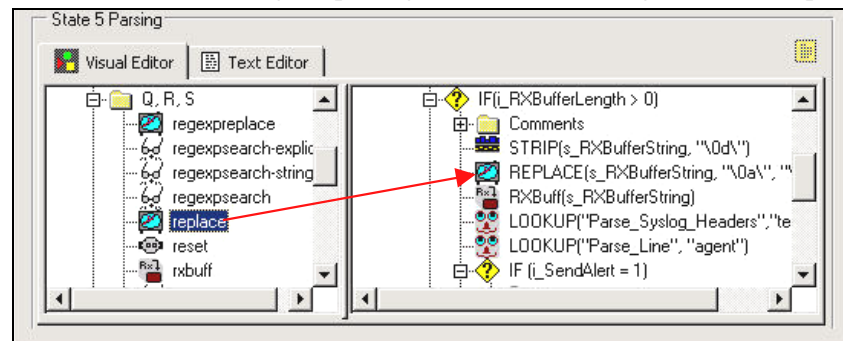 State 5 Parsing
Visual Editor
Text Editor
Q, R, S
regexpreplace
regexpsearch-explic
regexpsearch-string
regexpsearch
replace
reset
rxbuff
IF(i_RXBufferLength > 0)
Comments
STRIP(s_RXBufferString, "\0d\")
REPLACE(s_RXBufferString, "\0a\", "\
RXBuff(s_RXBufferString)
LOOKUP("Parse_Syslog_Headers","te
LOOKUP("Parse_Line", "agent")
IF (i_SendAlert = 1)